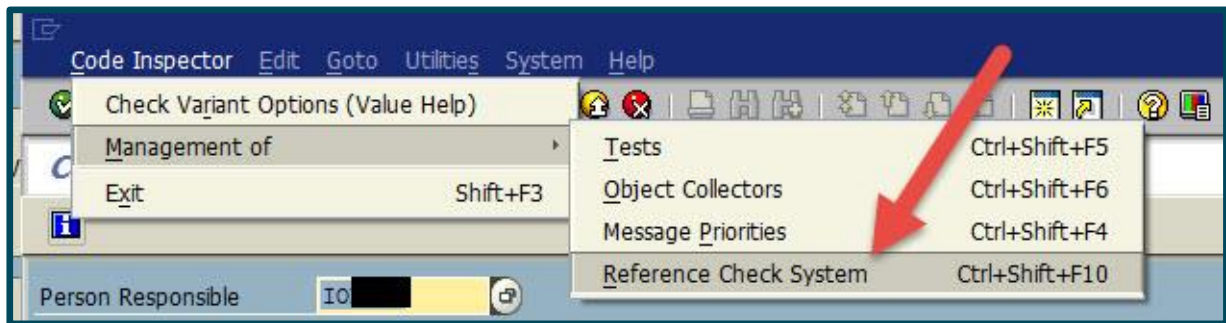 Code Inspector Edit Goto Utilities System Help
Check Variant Options (Value Help)
Management of
Exit Shift+F3
Tests Ctrl+Shift+F5
Object Collectors Ctrl+Shift+F6
Message Priorities Ctrl+Shift+F4
Reference Check System Ctrl+Shift+F10
Person Responsible IO